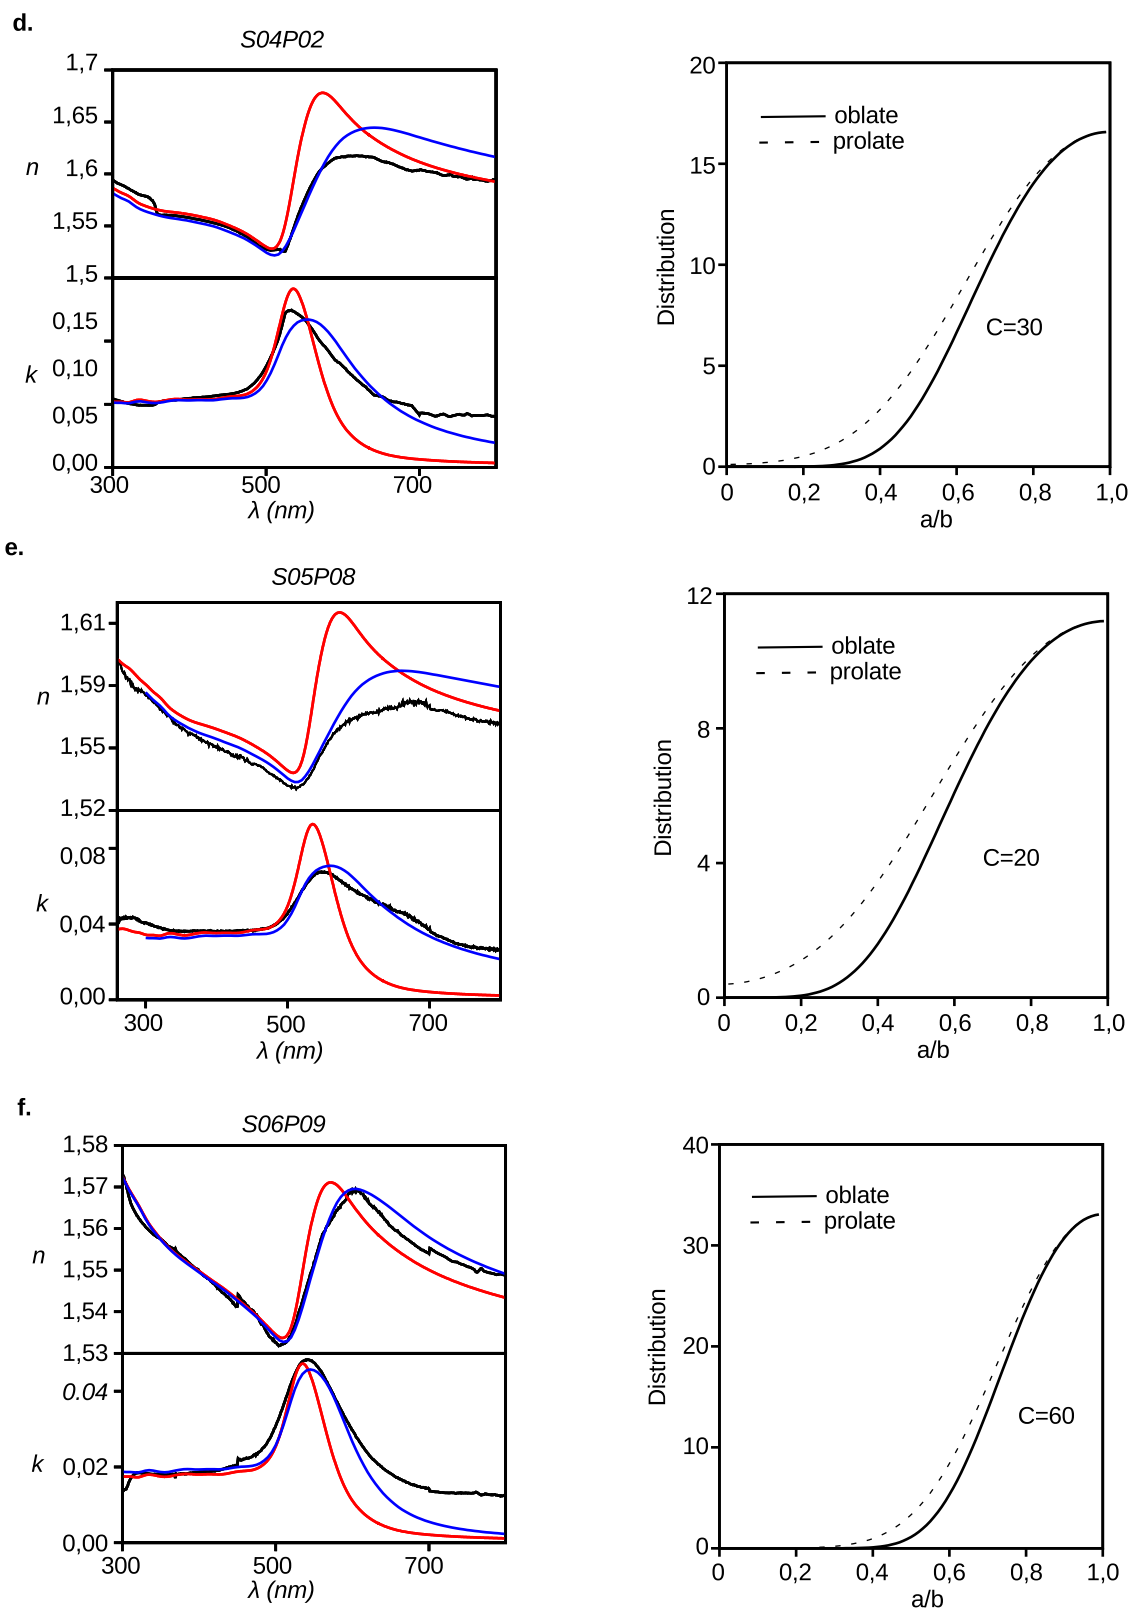 d.
S04P02
1,7
1,65
n
1,6
1,55
1,5
0,15
k
0,10
0,05
0,00
300
500
700
λ (nm)
20
15
10
5
0
Distribution
oblate
prolate
C=30
0
0,2
0,4
0,6
0,8
1,0
a/b
e.
S05P08
1,61
1.59
n
1,55
1,52
0,08
k
0.04
0,00
300
500
700
λ (nm)
12
8
4
0
Distribution
oblate
prolate
C=20
0
0,2
0,4
0,6
0,8
1,0
a/b
f.
S06P09
1,58
1,57
1,56
n
1,55
1,54
1,53
0.04
k
0,02
0,00
300
500
700
λ (nm)
40
30
20
10
0
Distribution
oblate
prolate
C=60
0
0,2
0,4
0,6
0,8
1,0
a/b